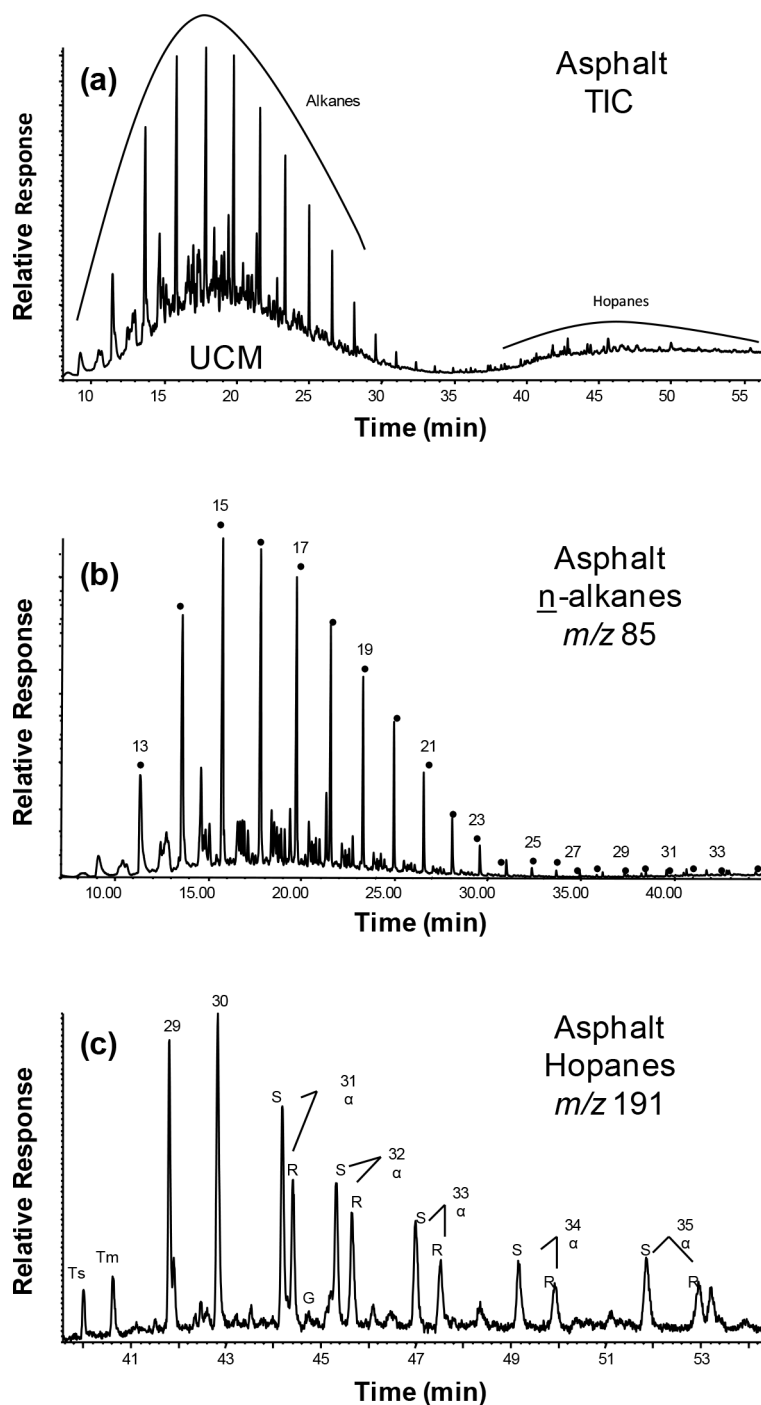 (a)
Asphalt
TIC
Alkanes
Hopanes
UCM
Relative Response
10 15 20 25 30 35 40 45 50 55
Time (min)
(b)
Asphalt
n-alkanes
m/z 85
13 15 17 19 21 23 25 27 29 31 33
Relative Response
10.00 15.00 20.00 25.00 30.00 35.00 40.00
Time (min)
(c)
Asphalt
Hopanes
m/z 191
Ts Tm 29 30 G
S R 31
α
S R 32
α
S R 33
α
S R 34
α
S R 35
α
Relative Response
41 43 45 47 49 51 53
Time (min)